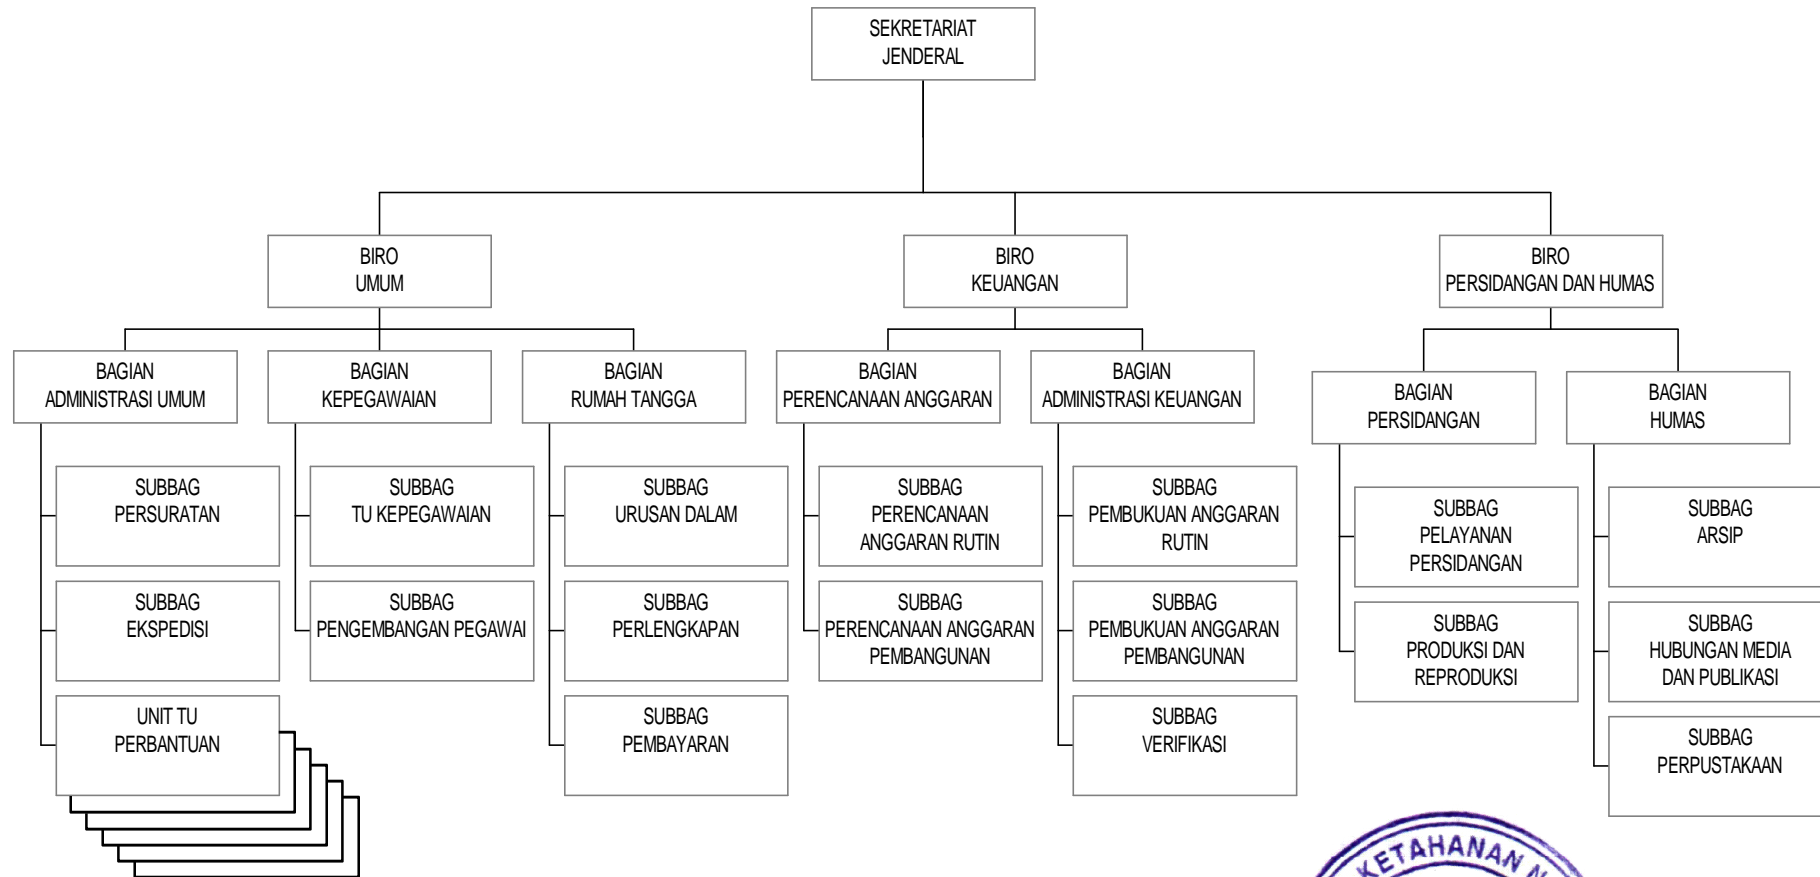 SEKRETARIAT
JENDERAL
BIRO
UMUM
BIRO
KEUANGAN
BIRO
PERSIDANGAN DAN HUMAS
BAGIAN
ADMINISTRASI UMUM
BAGIAN
KEPEGAWAIAN
BAGIAN
RUMAH TANGGA
BAGIAN
PERENCANAAN ANGGARAN
BAGIAN
ADMINISTRASI KEUANGAN
BAGIAN
PERSIDANGAN
BAGIAN
HUMAS
SUBBAG
PERSURATAN
SUBBAG
TU KEPEGAWAIAN
SUBBAG
URUSAN DALAM
SUBBAG
PERENCANAAN
ANGGARAN RUTIN
SUBBAG
PEMBUKUAN ANGGARAN
RUTIN
SUBBAG
PELAYANAN
PERSIDANGAN
SUBBAG
ARSIP
SUBBAG
EKSPEDISI
SUBBAG
PENGEMBANGAN PEGAWAI
SUBBAG
PERLENGKAPAN
SUBBAG
PERENCANAAN ANGGARAN
PEMBANGUNAN
SUBBAG
PEMBUKUAN ANGGARAN
PEMBANGUNAN
SUBBAG
PRODUKSI DAN
REPRODUKSI
SUBBAG
HUBUNGAN MEDIA
DAN PUBLIKASI
UNIT TU
PERBANTUAN
SUBBAG
PEMBAYARAN
SUBBAG
VERIFIKASI
SUBBAG
PERPUSTAKAAN
KETAHANAN